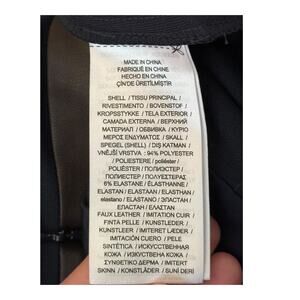 MADE IN CHINA
FABRIQUÉ EN CHINE
HECHO EN CHINA
ÇİN'DE ÜRETİLMİŞTİR
SHELL / TISSU PRINCIPAL /
RIVESTIMENTO / BOVENSTOF /
KROPSSTYKKE / TELA EXTERIOR /
CAMADA EXTERNA / ВЕРХНИЙ
МАТЕРИАЛ / ОБВИВКА / ΚΥΡΙΟ
ΜΕΡΟΣ ΕΝΔΥΜΑΤΟΣ / SKALL /
SPEGEL (SHELL) / DIŞ KATMAN /
VNĚJŠÍ VRSTVA : 94% POLYESTER
/ POLIESTERE / poliéster /
POLIESTER / ПОЛИЭСТЕР /
ПОЛИЕСТЕР / ΠΟΛΥΕΣΤΕΡΑΣ
6% ELASTANE / ÉLASTHANNE /
ELASTAN / ELASTAAN / ELASTHAN /
elastano / ELASTANO / ЭЛАСТАН /
ЕЛАСТАН / ΕΛΑΣΤΑΝ
FAUX LEATHER / IMITATION CUIR /
FINTA PELLE / KUNSTLEDER /
KUNSTLEER / IMITERET LÆDER /
IMITACIÓN CUERO / PELE
SINTÉTICA / ИСКУССТВЕННАЯ
КОЖА / ИЗКУСТВЕНА КОЖА /
ΣΥΝΘΕΤΙΚΟ ΔΕΡΜΑ / IMITERT
SKINN / KONSTLÄDER / SUNİ DERİ